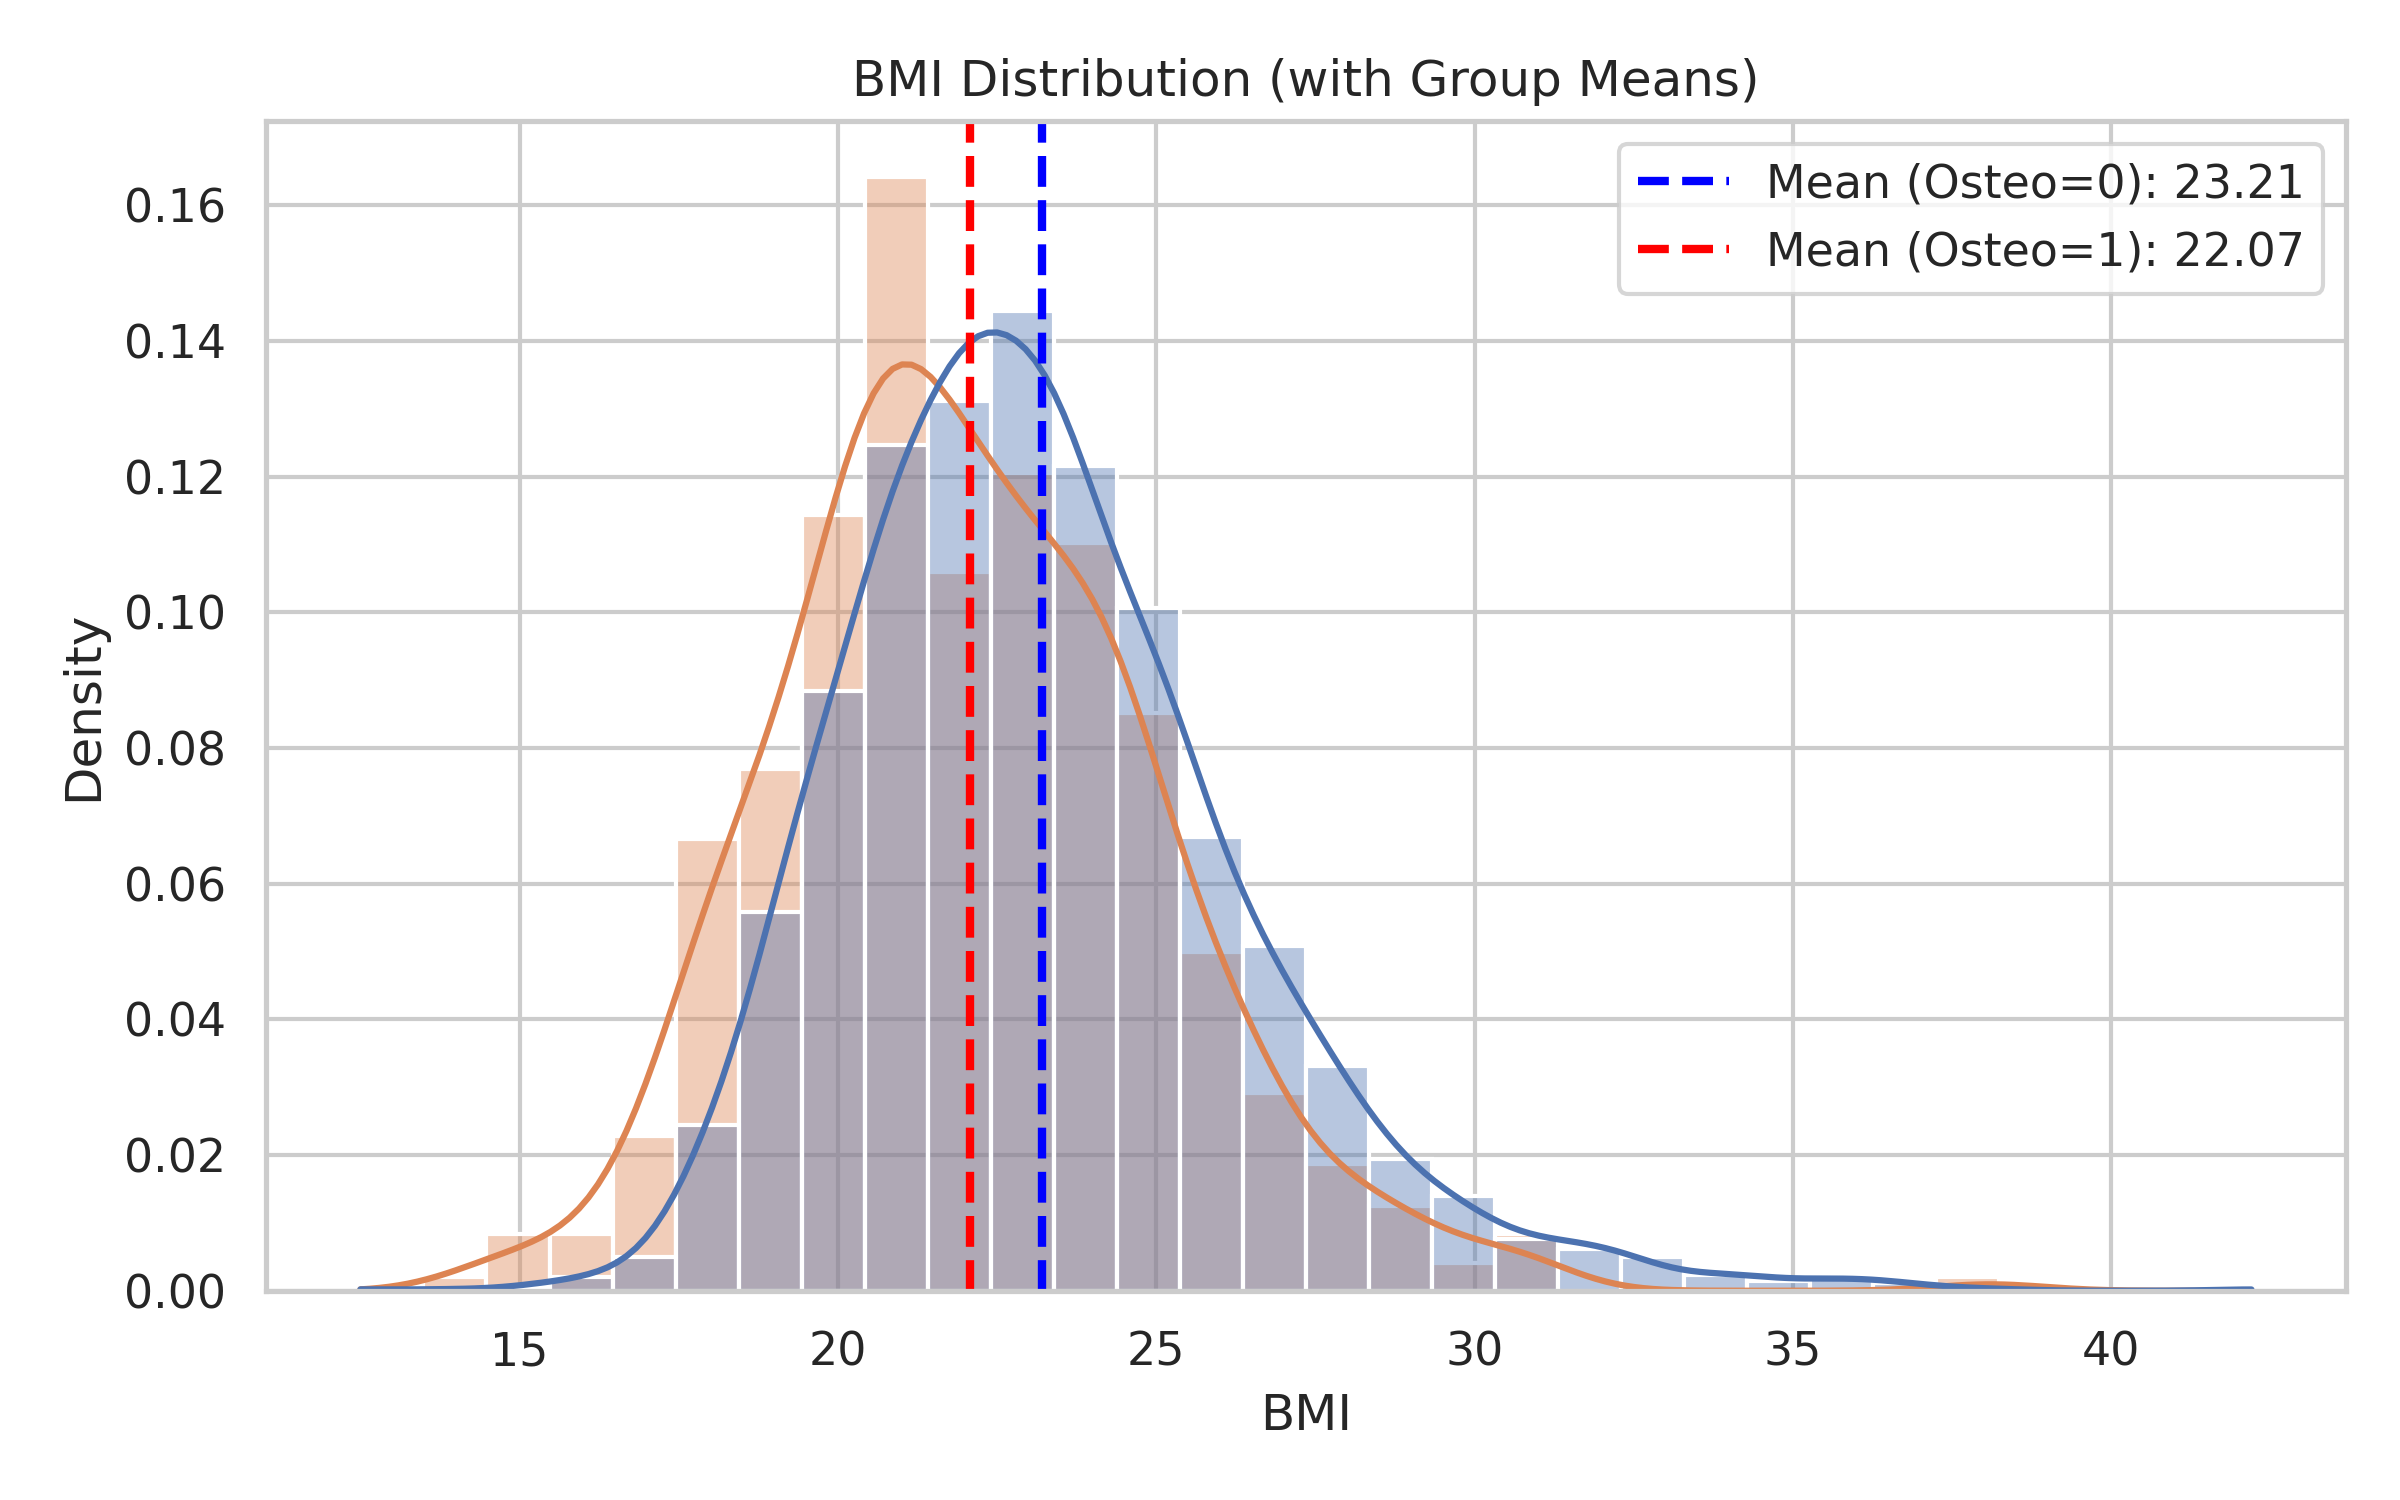 BMI Distribution (with Group Means)
Mean (Osteo=0): 23.21
Mean (Osteo=1): 22.07
Density
0.16
0.14
0.12
0.10
0.08
0.06
0.04
0.02
0.00
15 20 25 30 35 40
BMI